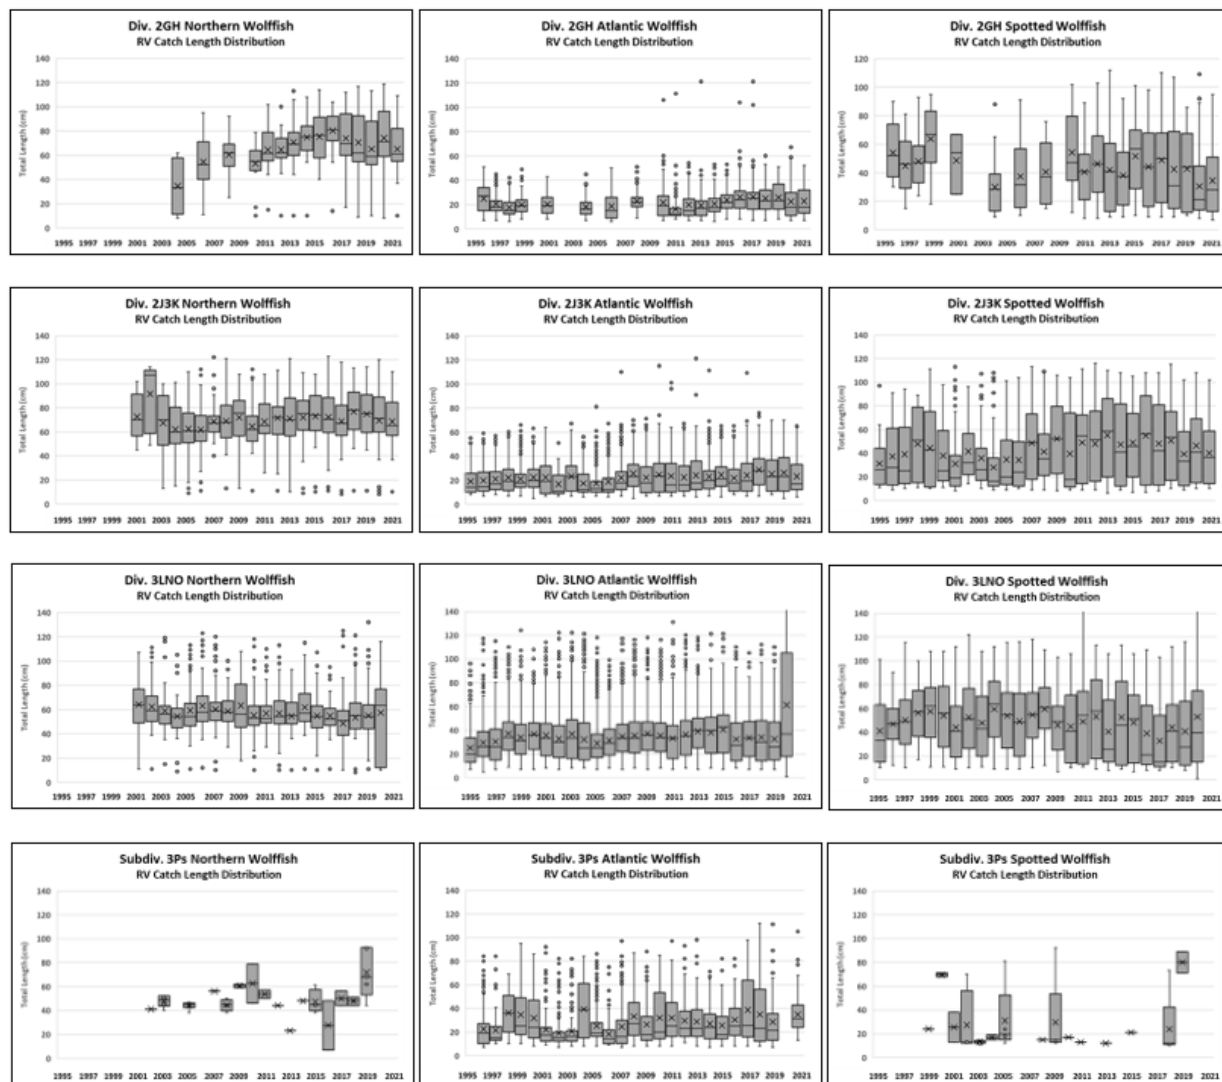 Div. 2GH Northern Wolffish
RV Catch Length Distribution
Total Length (cm)
140
120
100
80
60
40
20
0
1995 1997 1999 2001 2003 2005 2007 2009 2011 2013 2015 2017 2019 2021
Div. 2GH Atlantic Wolffish
RV Catch Length Distribution
Total Length (cm)
140
120
100
80
60
40
20
0
1995 1997 1999 2001 2003 2005 2007 2009 2011 2013 2015 2017 2019 2021
Div. 2GH Spotted Wolffish
RV Catch Length Distribution
Total Length (cm)
120
100
80
60
40
20
0
1995 1997 1999 2001 2003 2005 2007 2009 2011 2013 2015 2017 2019 2021
Div. 2J3K Northern Wolffish
RV Catch Length Distribution
Total Length (cm)
140
120
100
80
60
40
20
0
1995 1997 1999 2001 2003 2005 2007 2009 2011 2013 2015 2017 2019 2021
Div. 2J3K Atlantic Wolffish
RV Catch Length Distribution
Total Length (cm)
140
120
100
80
60
40
20
0
1995 1997 1999 2001 2003 2005 2007 2009 2011 2013 2015 2017 2019 2021
Div. 2J3K Spotted Wolffish
RV Catch Length Distribution
Total Length (cm)
140
120
100
80
60
40
20
0
1995 1997 1999 2001 2003 2005 2007 2009 2011 2013 2015 2017 2019 2021
Div. 3LNO Northern Wolffish
RV Catch Length Distribution
Total Length (cm)
140
120
100
80
60
40
20
0
1995 1997 1999 2001 2003 2005 2007 2009 2011 2013 2015 2017 2019 2021
Div. 3LNO Atlantic Wolffish
RV Catch Length Distribution
Total Length (cm)
140
120
100
80
60
40
20
0
1995 1997 1999 2001 2003 2005 2007 2009 2011 2013 2015 2017 2019 2021
Div. 3LNO Spotted Wolffish
RV Catch Length Distribution
Total Length (cm)
140
120
100
80
60
40
20
0
1995 1997 1999 2001 2003 2005 2007 2009 2011 2013 2015 2017 2019 2021
Subdiv. 3Ps Northern Wolffish
RV Catch Length Distribution
Total Length (cm)
140
120
100
80
60
40
20
0
1995 1997 1999 2001 2003 2005 2007 2009 2011 2013 2015 2017 2019 2021
Subdiv. 3Ps Atlantic Wolffish
RV Catch Length Distribution
Total Length (cm)
140
120
100
80
60
40
20
0
1995 1997 1999 2001 2003 2005 2007 2009 2011 2013 2015 2017 2019 2021
Subdiv. 3Ps Spotted Wolffish
RV Catch Length Distribution
Total Length (cm)
140
120
100
80
60
40
20
0
1995 1997 1999 2001 2003 2005 2007 2009 2011 2013 2015 2017 2019 2021